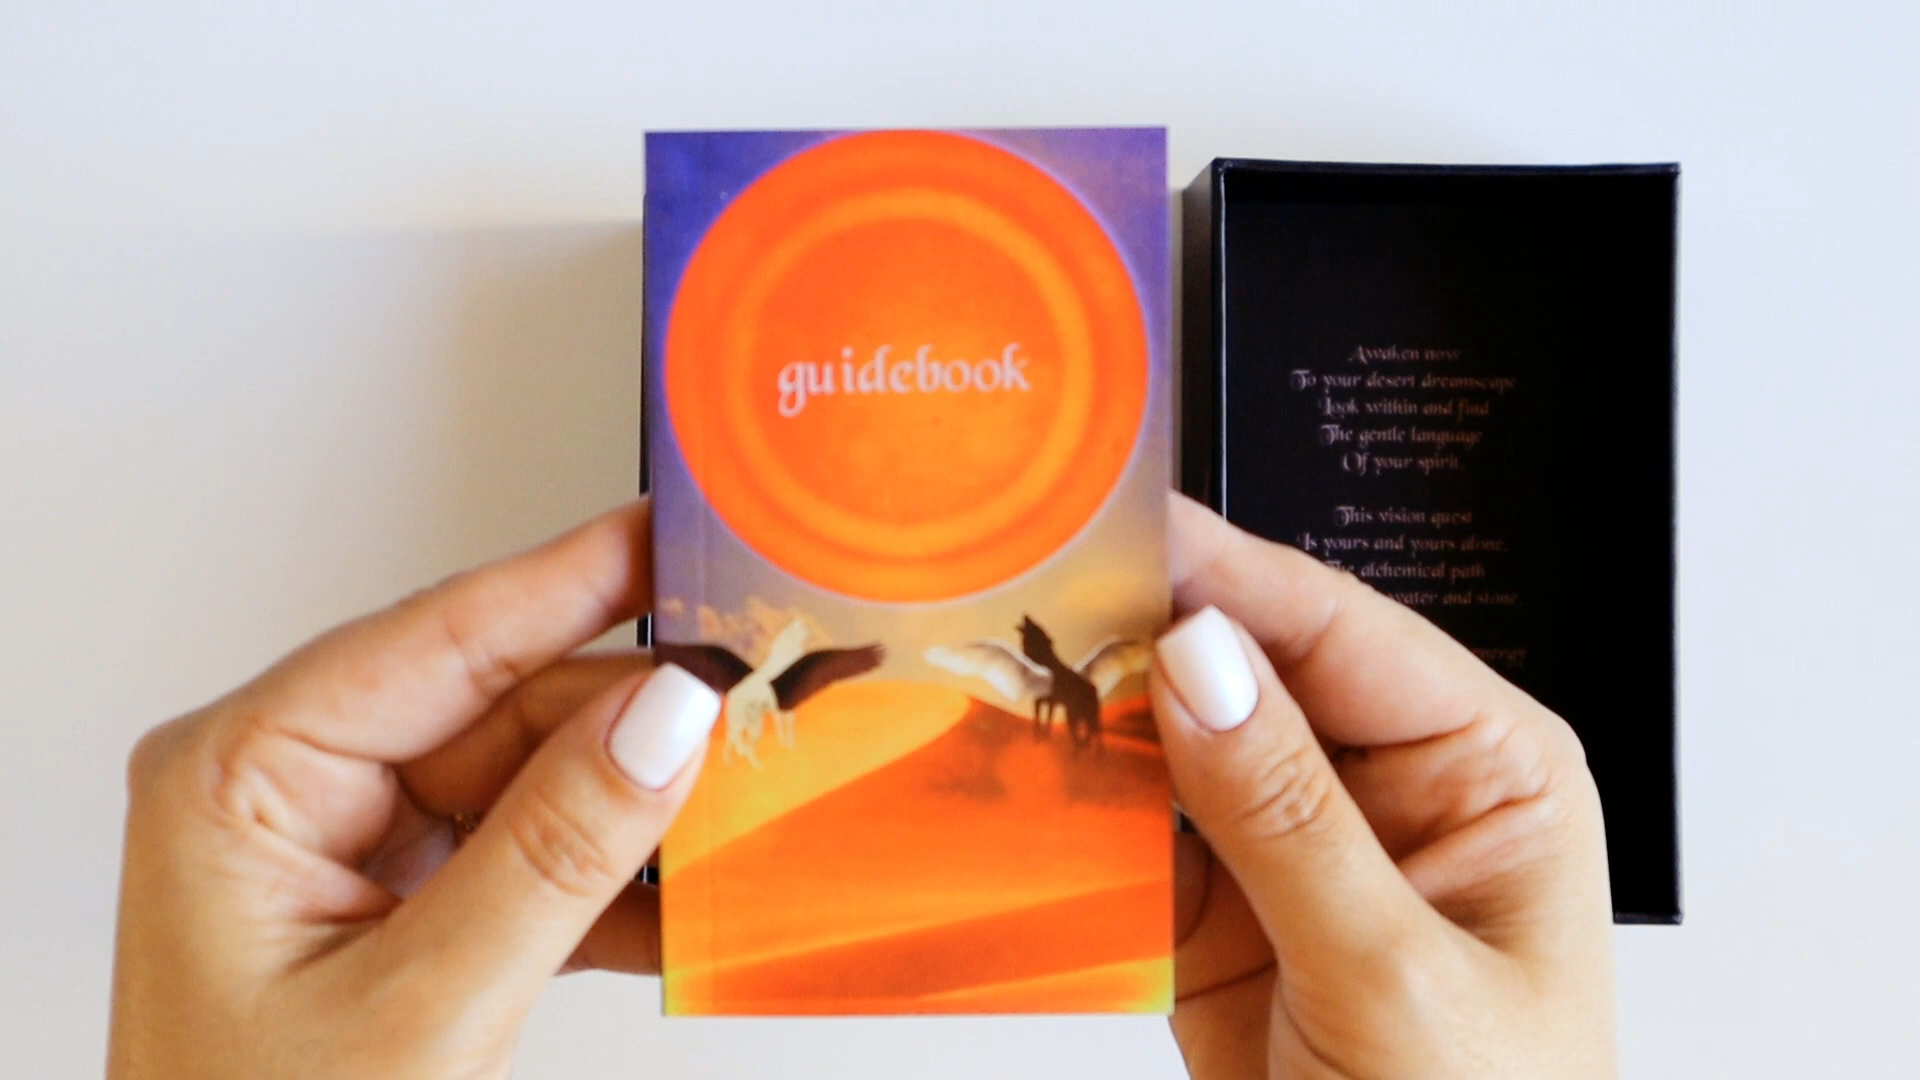 guidebook
Awaken now
To your desert dreamscape
Look within and find
The gentle language
Of your spirit.
This vision quest
Is yours and yours alone.
The alchemical path
water and stone.
energy